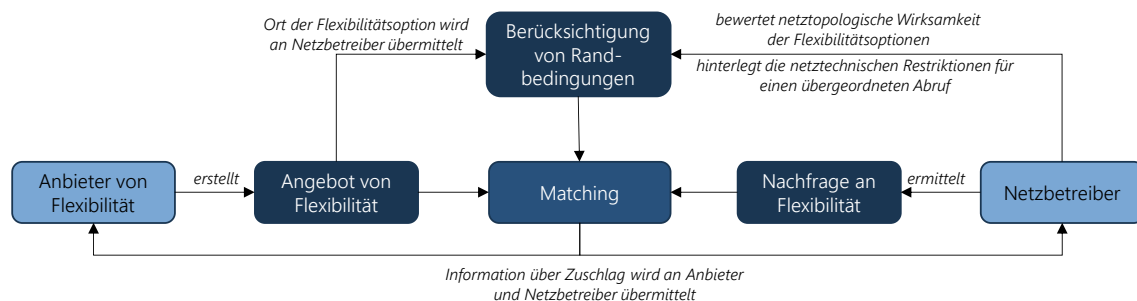 Ort der Flexibilitätsoption wird
an Netzbetreiber übermittelt
Berücksichtigung
von Rand-
bedingungen
bewertet netztopologische Wirksamkeit
der Flexibilitätsoptionen
hinterlegt die netztechnischen Restriktionen für
einen übergeordneten Abruf
Anbieter von
Flexibilität
erstellt
Angebot von
Flexibilität
Matching
Nachfrage an
Flexibilität
ermittelt
Netzbetreiber
Information über Zuschlag wird an Anbieter
und Netzbetreiber übermittelt